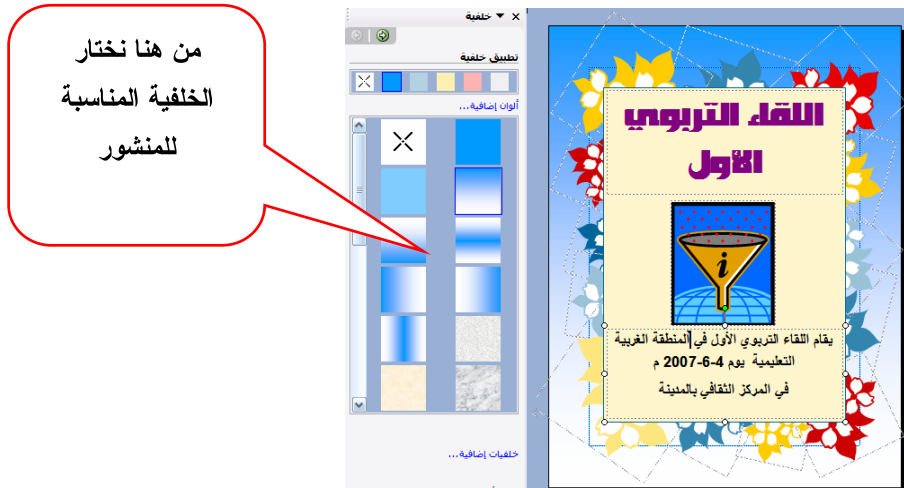 من هنا نختار
الخلفية المناسبة
للمنشور
خلفية
تطبيق خلفية
ألوان إضافية...
خلفيات إضافية...
اللقاء التربوي
الأول
i
يقام اللقاء التربوي الأول في المنطقة الغربية
التعليمية يوم 4-6-2007 م
في المركز الثقافي بالمدينة